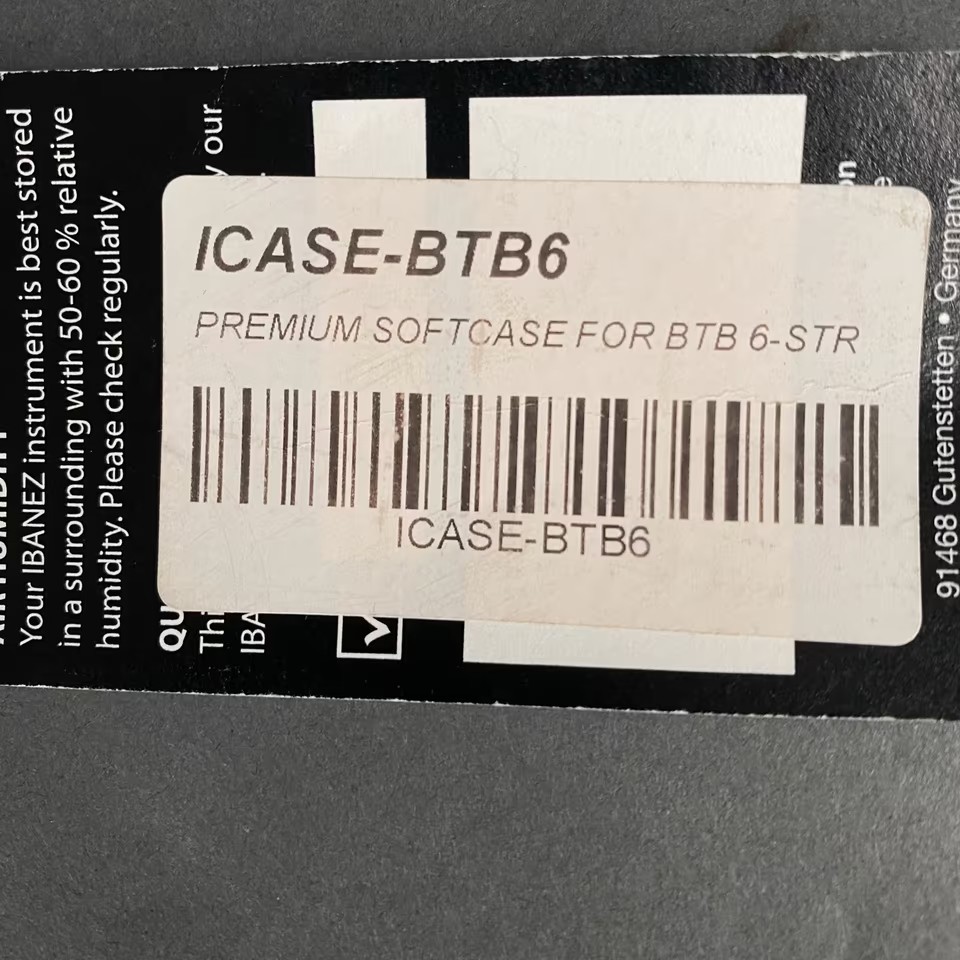 ICASE-BTB6
PREMIUM SOFTCASE FOR BTB 6-STR
ICASE-BTB6
Your IBANEZ instrument is best stored
in a surrounding with 50-60 % relative
humidity. Please check regularly.
our
91468 Gutenstetten • Germany